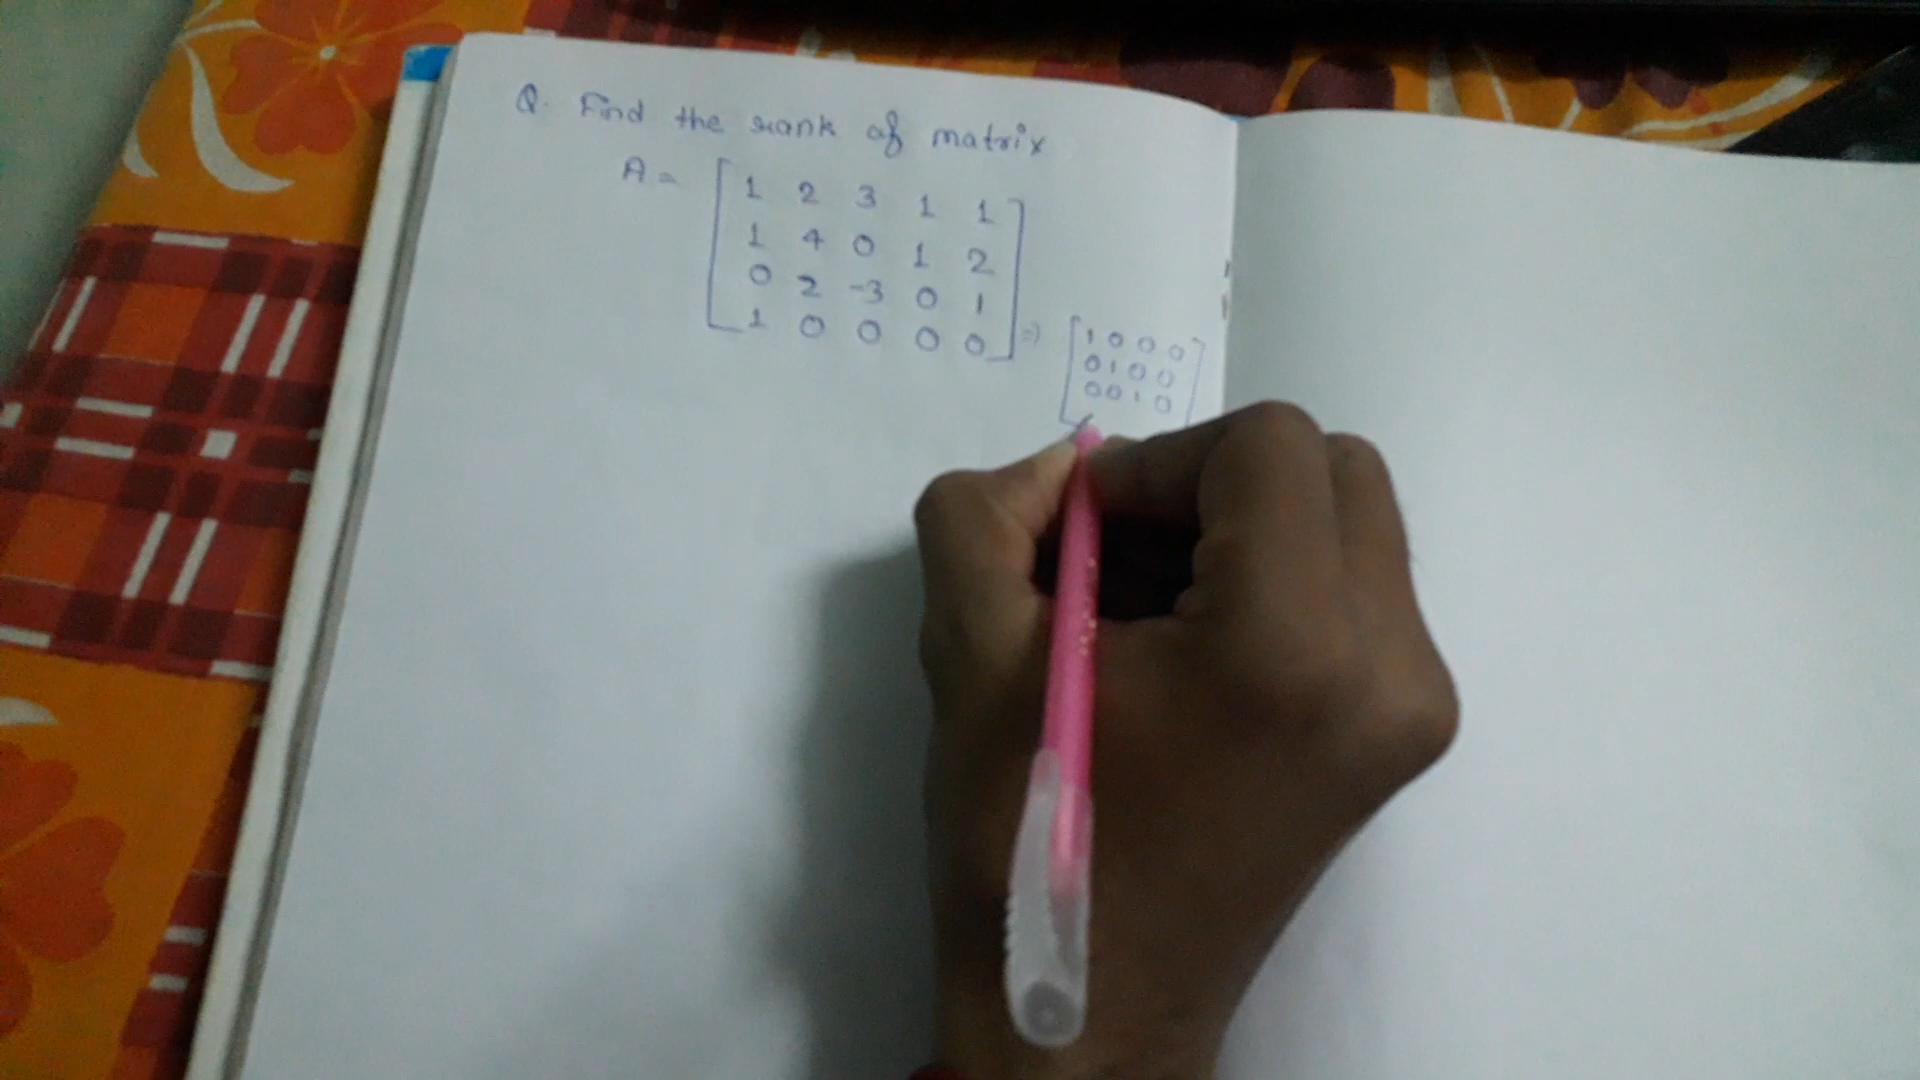 Q. Find the rank of matrix
A = [ 1 2 3 1 1
1 4 0 1 2
0 2 -3 0 1
1 0 0 0 0 ] ⇒ [ 1 0 0 0
0 1 0 0
0 0 1 0 ]